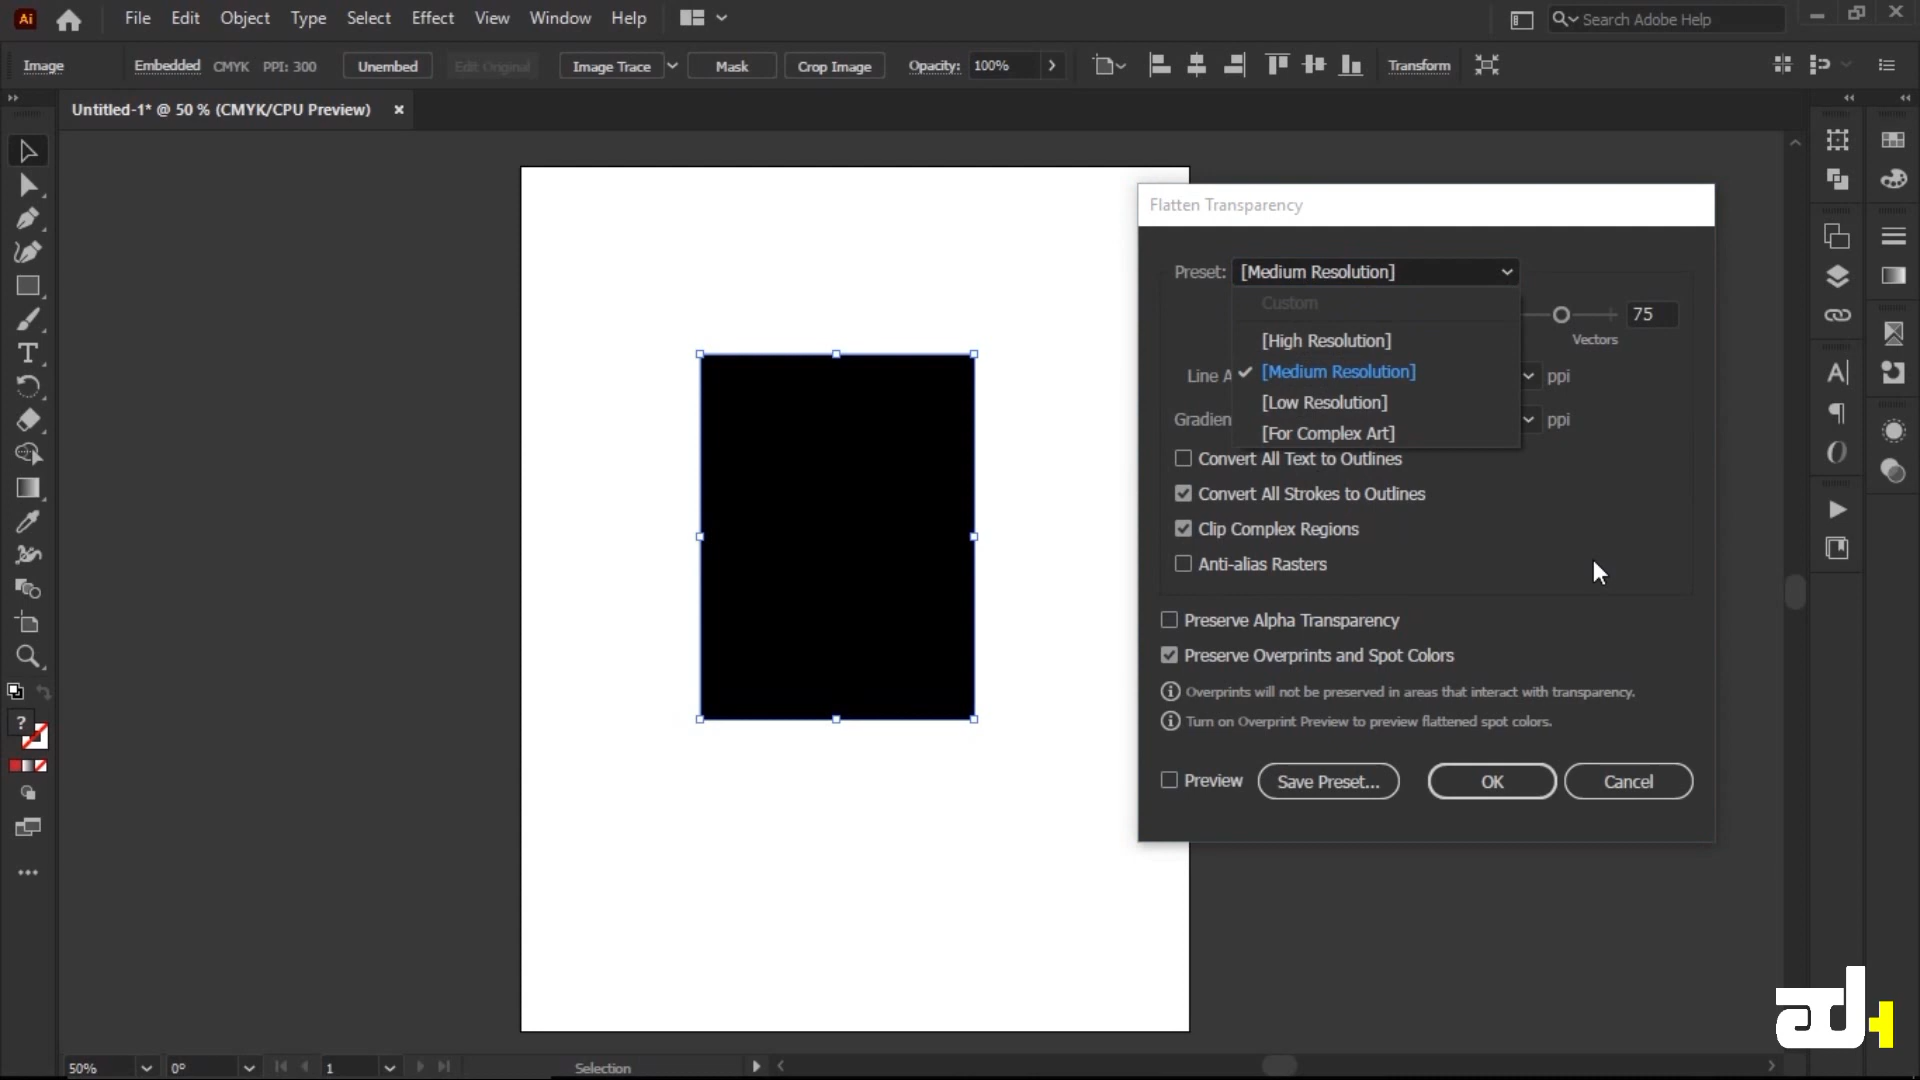 Ai File Edit Object Type Select Effect View Window Help Search Adobe Help
Image Embedded CMYK PPI: 300 Unembed Edit Original Image Trace Mask Crop Image Opacity: 100% Transform
Untitled-1* @ 50 % (CMYK/CPU Preview)
Flatten Transparency
Preset: [Medium Resolution]
Custom
75
Vectors
[High Resolution]
[Medium Resolution]
Line A ppi
[Low Resolution]
Gradien ppi
[For Complex Art]
Convert All Text to Outlines
Convert All Strokes to Outlines
Clip Complex Regions
Anti-alias Rasters
Preserve Alpha Transparency
Preserve Overprints and Spot Colors
Overprints will not be preserved in areas that interact with transparency.
Turn on Overprint Preview to preview flattened spot colors.
Preview Save Preset... OK Cancel
50% 0° 1 Selection